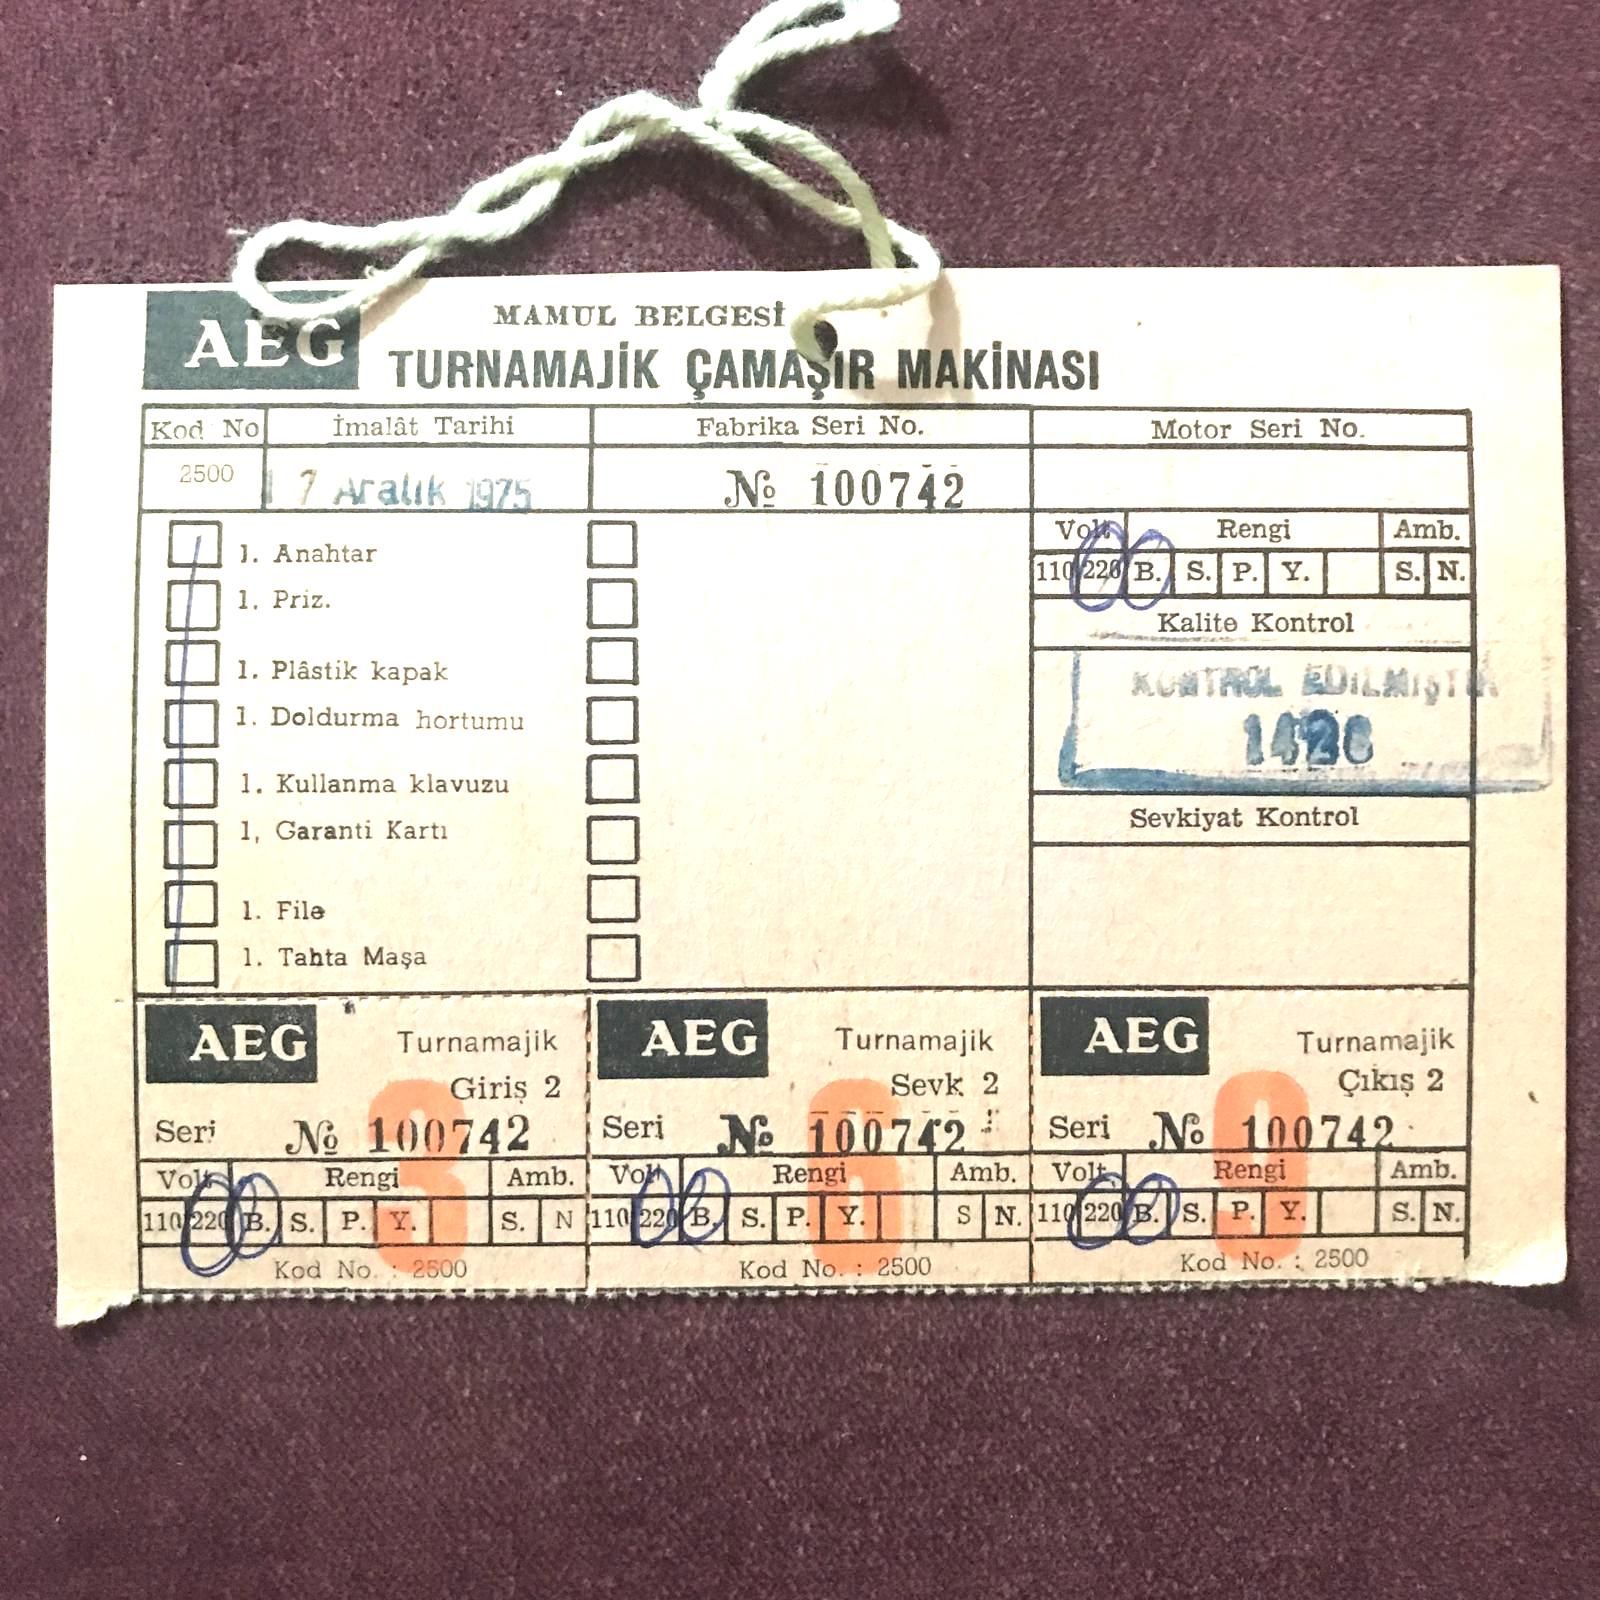 AEG
MAMUL BELGESİ
TURNAMAJİK ÇAMAŞIR MAKİNASI
Kod No İmalât Tarihi Fabrika Seri No. Motor Seri No.
2500 17 Aralık 1975 № 100742
Volt Rengi Amb.
110 220 B. S. P. Y. S. N.
1. Anahtar
1. Priz.
1. Plâstik kapak
1. Doldurma hortumu
1. Kullanma klavuzu
1, Garanti Kartı
1. File
1. Tahta Maşa
Kalite Kontrol
KONTROL EDİLMİŞTİR
Sevkiyat Kontrol
AEG Turnamajik
Giriş 2
Seri № 100742
3
Volt Rengi Amb.
110 220 B. S. P. Y. S. N
Kod No. : 2500
AEG Turnamajik
Sevk 2
Seri № 100742
6
Volt Rengi Amb.
110 220 B. S. P. Y. S N.
Kod No. : 2500
AEG Turnamajik
Çıkış 2
Seri № 100742
9
Volt Rengi Amb.
110 220 B. S. P. Y. S. N.
Kod No. : 2500